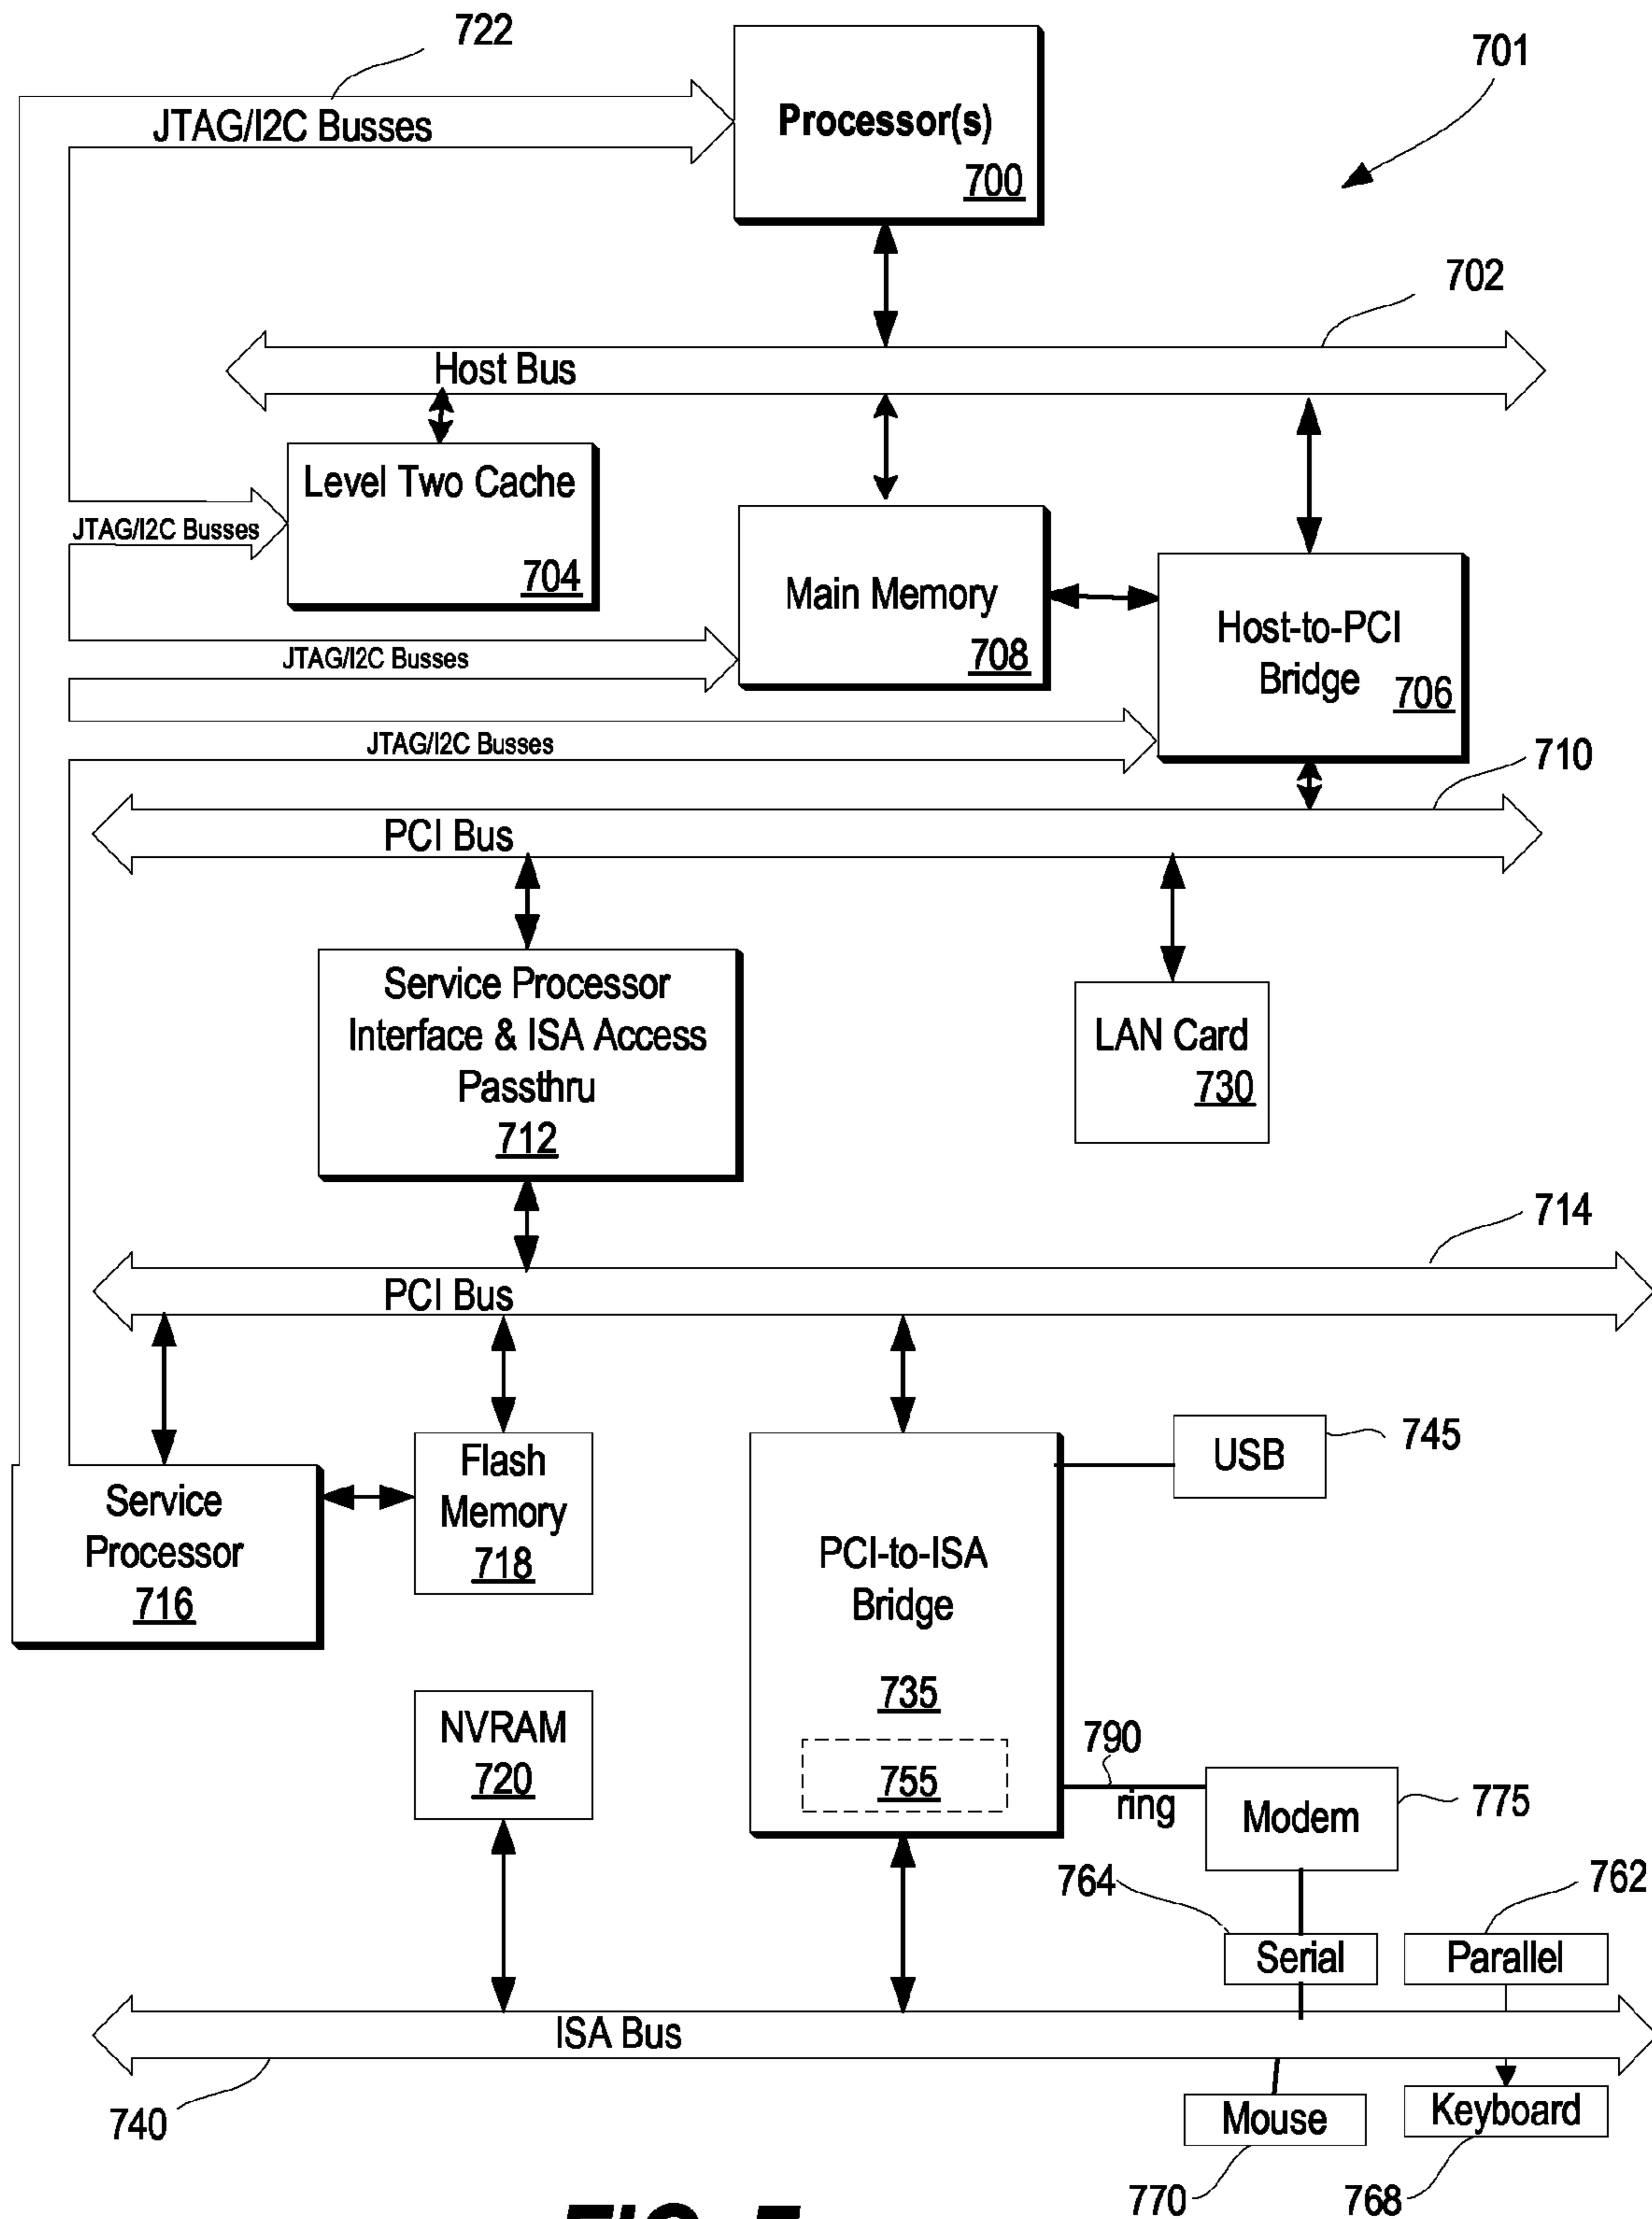 722
701
JTAG/I2C Busses
Processor(s)
700
702
Host Bus
Level Two Cache
704
JTAG/I2C Busses
Main Memory
708
Host-to-PCI
Bridge
706
JTAG/I2C Busses
JTAG/I2C Busses
710
PCI Bus
Service Processor
Interface & ISA Access
Passthru
712
LAN Card
730
714
PCI Bus
Service
Processor
716
Flash
Memory
718
USB
745
PCI-to-ISA
Bridge
735
755
NVRAM
720
790
ring
Modem
775
764
762
Serial
Parallel
ISA Bus
740
Mouse
Keyboard
770
768